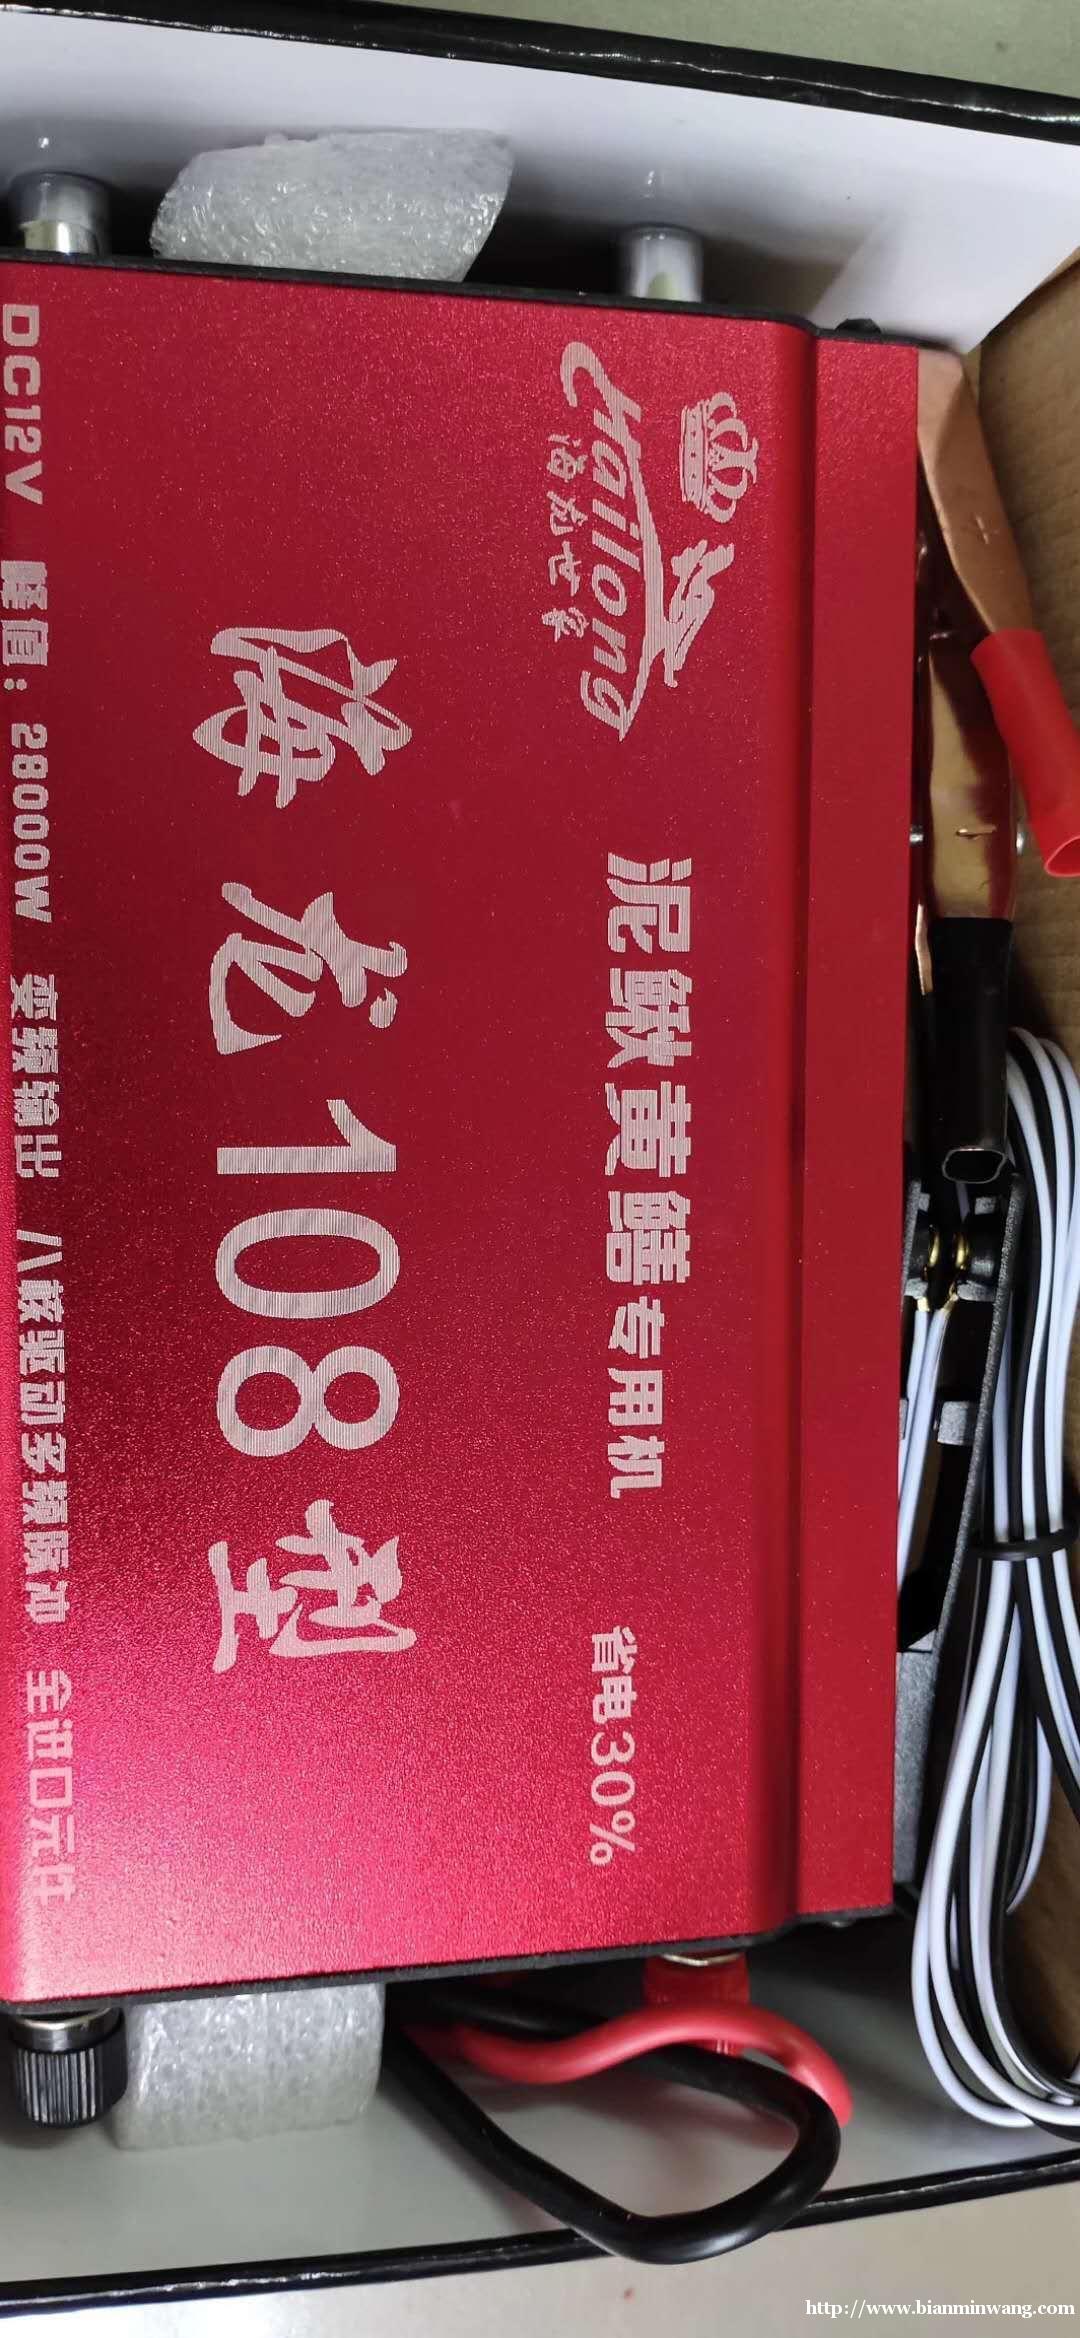 Hailong
海龙世家
泥鳅黄鳝专用机
省电30%
海龙108型
DC12V 峰值：28000W 变频输出 八核驱动多频脉冲 全进口元件
http://www.bianminwang.com